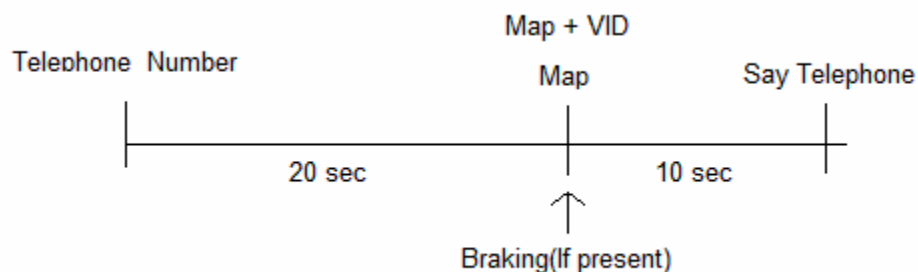 Map + VID
Telephone Number
Map
Say Telephone
20 sec
10 sec
Braking(If present)